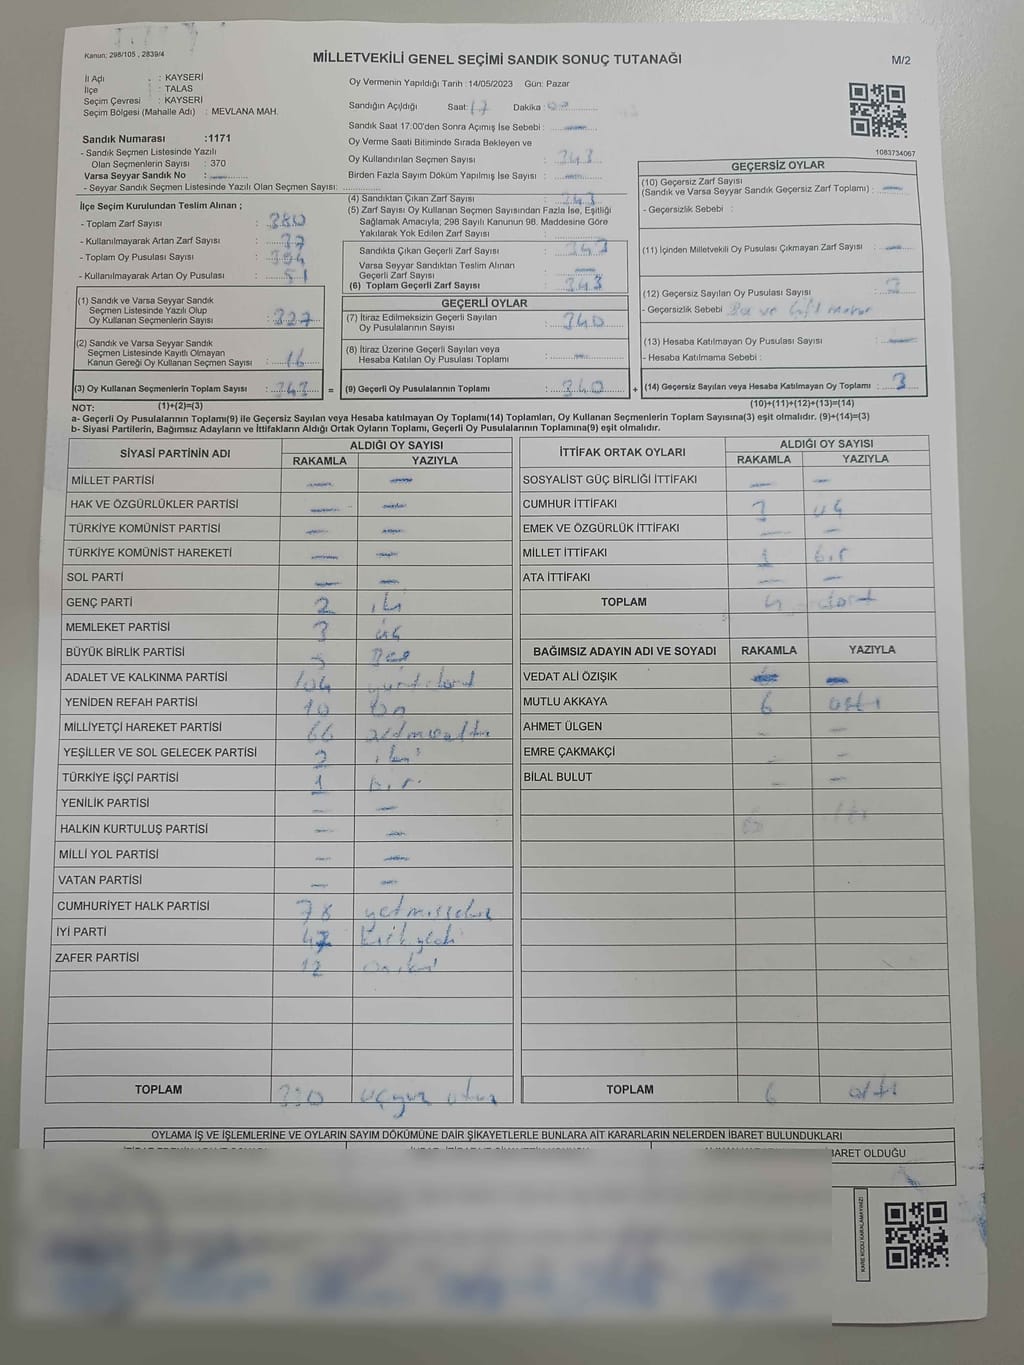 Kanun: 298/105 , 2839/4
MİLLETVEKİLİ GENEL SEÇİMİ SANDIK SONUÇ TUTANAĞI
M/2
İl Adı : KAYSERİ
İlçe : TALAS
Seçim Çevresi : KAYSERİ
Seçim Bölgesi (Mahalle Adı) : MEVLANA MAH.
Oy Vermenin Yapıldığı Tarih : 14/05/2023 Gün: Pazar
Sandığın Açıldığı Saat: 17 Dakika : 00
Sandık Saat 17:00'den Sonra Açımış İse Sebebi : —
Oy Verme Saati Bitiminde Sırada Bekleyen ve
Oy Kullandırılan Seçmen Sayısı : 343
Birden Fazla Sayım Döküm Yapılmış İse Sayısı : —
1083734067
Sandık Numarası :1171
- Sandık Seçmen Listesinde Yazılı
Olan Seçmenlerin Sayısı : 370
Varsa Seyyar Sandık No : —
- Seyyar Sandık Seçmen Listesinde Yazılı Olan Seçmen Sayısı:
İlçe Seçim Kurulundan Teslim Alınan ;
- Toplam Zarf Sayısı : 380
- Kullanılmayarak Artan Zarf Sayısı : 37
- Toplam Oy Pusulası Sayısı : 394
- Kullanılmayarak Artan Oy Pusulası : 51
(1) Sandık ve Varsa Seyyar Sandık
Seçmen Listesinde Yazılı Olup
Oy Kullanan Seçmenlerin Sayısı : 327
(2) Sandık ve Varsa Seyyar Sandık
Seçmen Listesinde Kayıtlı Olmayan
Kanun Gereği Oy Kullanan Seçmen Sayısı : 16
(3) Oy Kullanan Seçmenlerin Toplam Sayısı : 343 =
(1)+(2)=(3)
(4) Sandıktan Çıkan Zarf Sayısı : 343
(5) Zarf Sayısı Oy Kullanan Seçmen Sayısından Fazla İse, Eşitliği
Sağlamak Amacıyla, 298 Sayılı Kanunun 98. Maddesine Göre
Yakılarak Yok Edilen Zarf Sayısı :
Sandıkta Çıkan Geçerli Zarf Sayısı : 343
Varsa Seyyar Sandıktan Teslim Alınan
Geçerli Zarf Sayısı : —
(6) Toplam Geçerli Zarf Sayısı : 343
GEÇERLİ OYLAR
(7) İtiraz Edilmeksizin Geçerli Sayılan
Oy Pusulalarının Sayısı : 340
(8) İtiraz Üzerine Geçerli Sayılan veya
Hesaba Katılan Oy Pusulası Toplamı : —
(9) Geçerli Oy Pusulalarının Toplamı : 340 +
GEÇERSİZ OYLAR
(10) Geçersiz Zarf Sayısı
(Sandık ve Varsa Seyyar Sandık Geçersiz Zarf Toplamı) : —
- Geçersizlik Sebebi :
(11) İçinden Milletvekili Oy Pusulası Çıkmayan Zarf Sayısı : —
(12) Geçersiz Sayılan Oy Pusulası Sayısı : 3
- Geçersizlik Sebebi ve Çift
(13) Hesaba Katılmayan Oy Pusulası Sayısı : —
- Hesaba Katılmama Sebebi :
(14) Geçersiz Sayılan veya Hesaba Katılmayan Oy Toplamı : 3
(10)+(11)+(12)+(13)=(14)
NOT:
a- Geçerli Oy Pusulalarının Toplamı(9) ile Geçersiz Sayılan veya Hesaba katılmayan Oy Toplamı(14) Toplamları, Oy Kullanan Seçmenlerin Toplam Sayısına(3) eşit olmalıdır. (9)+(14)=(3)
b- Siyasi Partilerin, Bağımsız Adayların ve İttifakların Aldığı Ortak Oyların Toplamı, Geçerli Oy Pusulalarının Toplamına(9) eşit olmalıdır.
SİYASİ PARTİNİN ADI ALDIĞI OY SAYISI
RAKAMLA YAZIYLA
MİLLET PARTİSİ — —
HAK VE ÖZGÜRLÜKLER PARTİSİ — —
TÜRKİYE KOMÜNİST PARTİSİ — —
TÜRKİYE KOMÜNİST HAREKETİ — —
SOL PARTİ — —
GENÇ PARTİ 2 iki
MEMLEKET PARTİSİ 3 üç
BÜYÜK BİRLİK PARTİSİ 5 Beş
ADALET VE KALKINMA PARTİSİ 104 yüzdört
YENİDEN REFAH PARTİSİ 10 on
MİLLİYETÇİ HAREKET PARTİSİ 66 altmışaltı
YEŞİLLER VE SOL GELECEK PARTİSİ 2 iki
TÜRKİYE İŞÇİ PARTİSİ 1 bir
YENİLİK PARTİSİ — —
HALKIN KURTULUŞ PARTİSİ — —
MİLLİ YOL PARTİSİ — —
VATAN PARTİSİ — —
CUMHURİYET HALK PARTİSİ 78 yetmişsekiz
İYİ PARTİ 47 kırkyedi
ZAFER PARTİSİ 12 oniki
TOPLAM 330 üçyüz otuz
İTTİFAK ORTAK OYLARI ALDIĞI OY SAYISI
RAKAMLA YAZIYLA
SOSYALİST GÜÇ BİRLİĞİ İTTİFAKI — —
CUMHUR İTTİFAKI 3 üç
EMEK VE ÖZGÜRLÜK İTTİFAKI — —
MİLLET İTTİFAKI 1 bir
ATA İTTİFAKI — —
TOPLAM 4 dört
BAĞIMSIZ ADAYIN ADI VE SOYADI RAKAMLA YAZIYLA
VEDAT ALİ ÖZIŞIK —
MUTLU AKKAYA 6 altı
AHMET ÜLGEN — —
EMRE ÇAKMAKÇİ — —
BİLAL BULUT — —
TOPLAM 6 altı
OYLAMA İŞ VE İŞLEMLERİNE VE OYLARIN SAYIM DÖKÜMÜNE DAİR ŞİKAYETLERLE BUNLARA AİT KARARLARIN NELERDEN İBARET BULUNDUKLARI
BARET OLDUĞU
KARE KODU KARALAMAYINIZ!